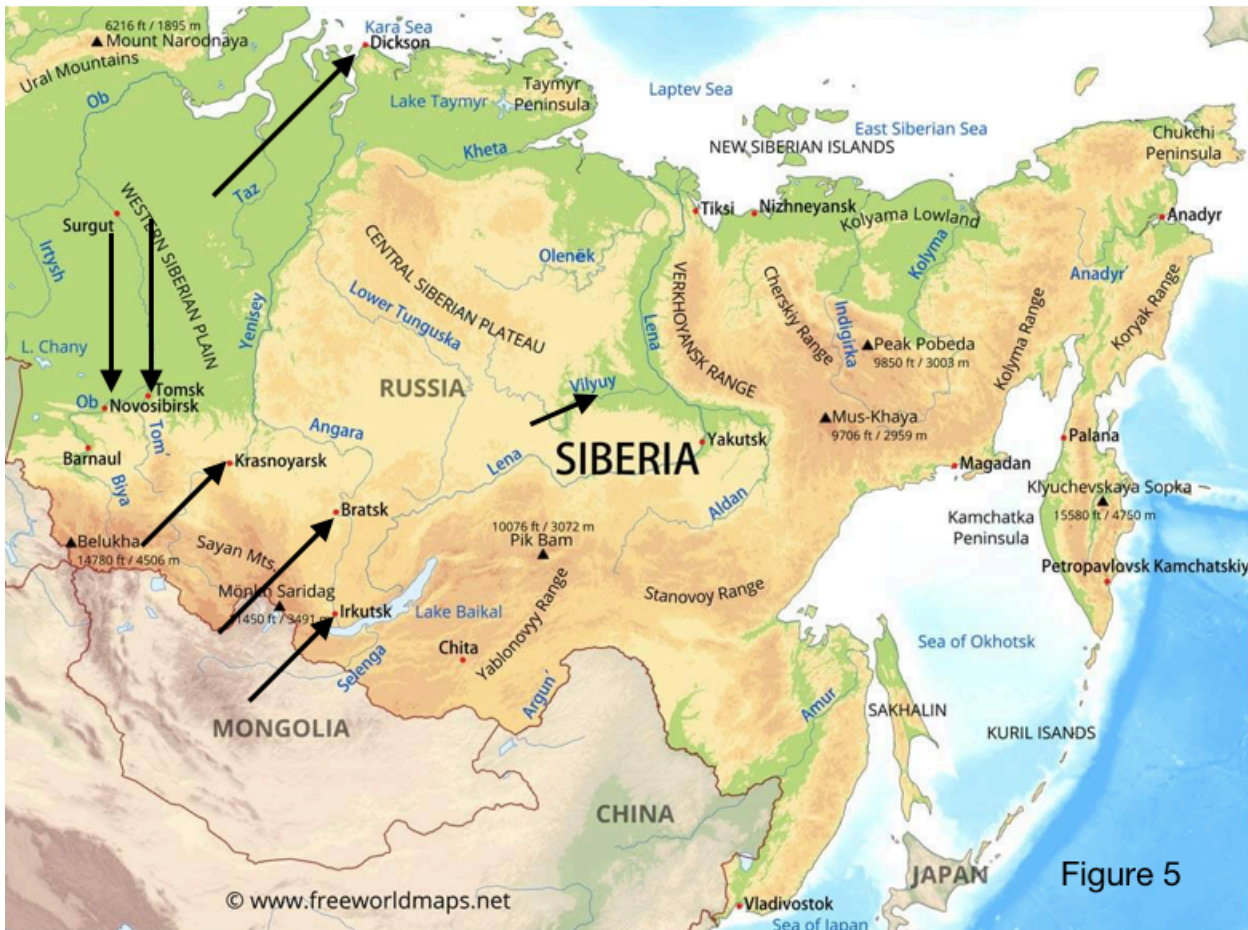 6216 ft / 1895 m
Mount Narodnaya
Ural Mountains
Kara Sea
Dickson
Ob
Lake Taymyr
Taymyr
Peninsula
Laptev Sea
East Siberian Sea
NEW SIBERIAN ISLANDS
Chukchi
Peninsula
Kheta
Taz
Surgut
WESTERN SIBERIAN PLAIN
Irtysh
Tiksi
Nizhneyansk
Kolyama Lowland
Anadyr
CENTRAL SIBERIAN PLATEAU
Olenëk
Lower Tunguska
Yenisey
Lena
VERKHOYANSK RANGE
Cherskiy Range
Indigirka
Kolyma
Anadyr'
Kolyma Range
Koryak Range
L. Chany
Peak Pobeda
9850 ft / 3003 m
RUSSIA
Vilyuy
Tomsk
Ob
Novosibirsk
Mus-Khaya
9706 ft / 2959 m
Tom'
Angara
Barnaul
Biya
Krasnoyarsk
Lena
SIBERIA
Yakutsk
Palana
Magadan
Klyuchevskaya Sopka
15580 ft / 4750 m
Bratsk
Aldan
Kamchatka
Peninsula
10076 ft / 3072 m
Pik Bam
Belukha
14780 ft / 4506 m
Sayan Mts.
Petropavlovsk Kamchatskiy
Mönkh Saridag
11450 ft / 3491 m
Irkutsk
Lake Baikal
Yablonovyy Range
Stanovoy Range
Sea of Okhotsk
Selenga
Chita
Argun'
Amur
SAKHALIN
MONGOLIA
KURIL ISANDS
CHINA
JAPAN
Figure 5
© www.freeworldmaps.net
Vladivostok
Sea of Japan